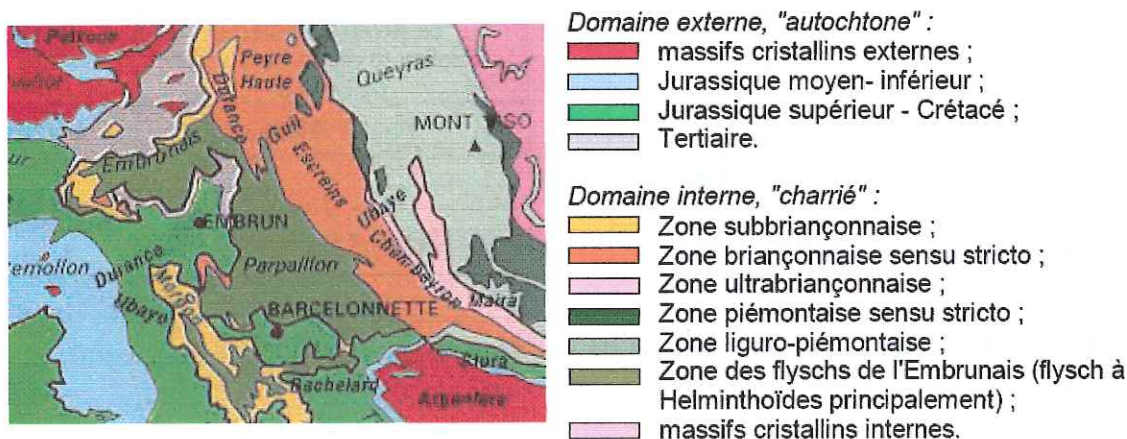 Domaine externe, "autochtone" :
massifs cristallins externes ;
Jurassique moyen- inférieur ;
Jurassique supérieur - Crétacé ;
Tertiaire.
Domaine interne, "charrié" :
Zone subbriançonnaise ;
Zone briançonnaise sensu stricto ;
Zone ultrabriançonnaise ;
Zone piémontaise sensu stricto ;
Zone liguro-piémontaise ;
Zone des flyschs de l'Embrunais (flysch à
Helminthoïdes principalement) ;
massifs cristallins internes.
Peyre
Haute
Queyras
Durance
Guil
MONT VISO
Embrunais
Escreins
Ubaye
EMBRUN
Chambeyron
Parpaillon
Durance
Maira
Ubaye
Morgon
BARCELONNETTE
Stura
Bachelard
Argentera